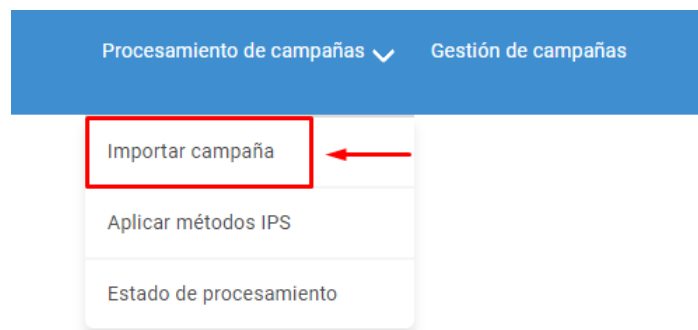 Procesamiento de campañas Gestión de campañas
Importar campaña
Aplicar métodos IPS
Estado de procesamiento